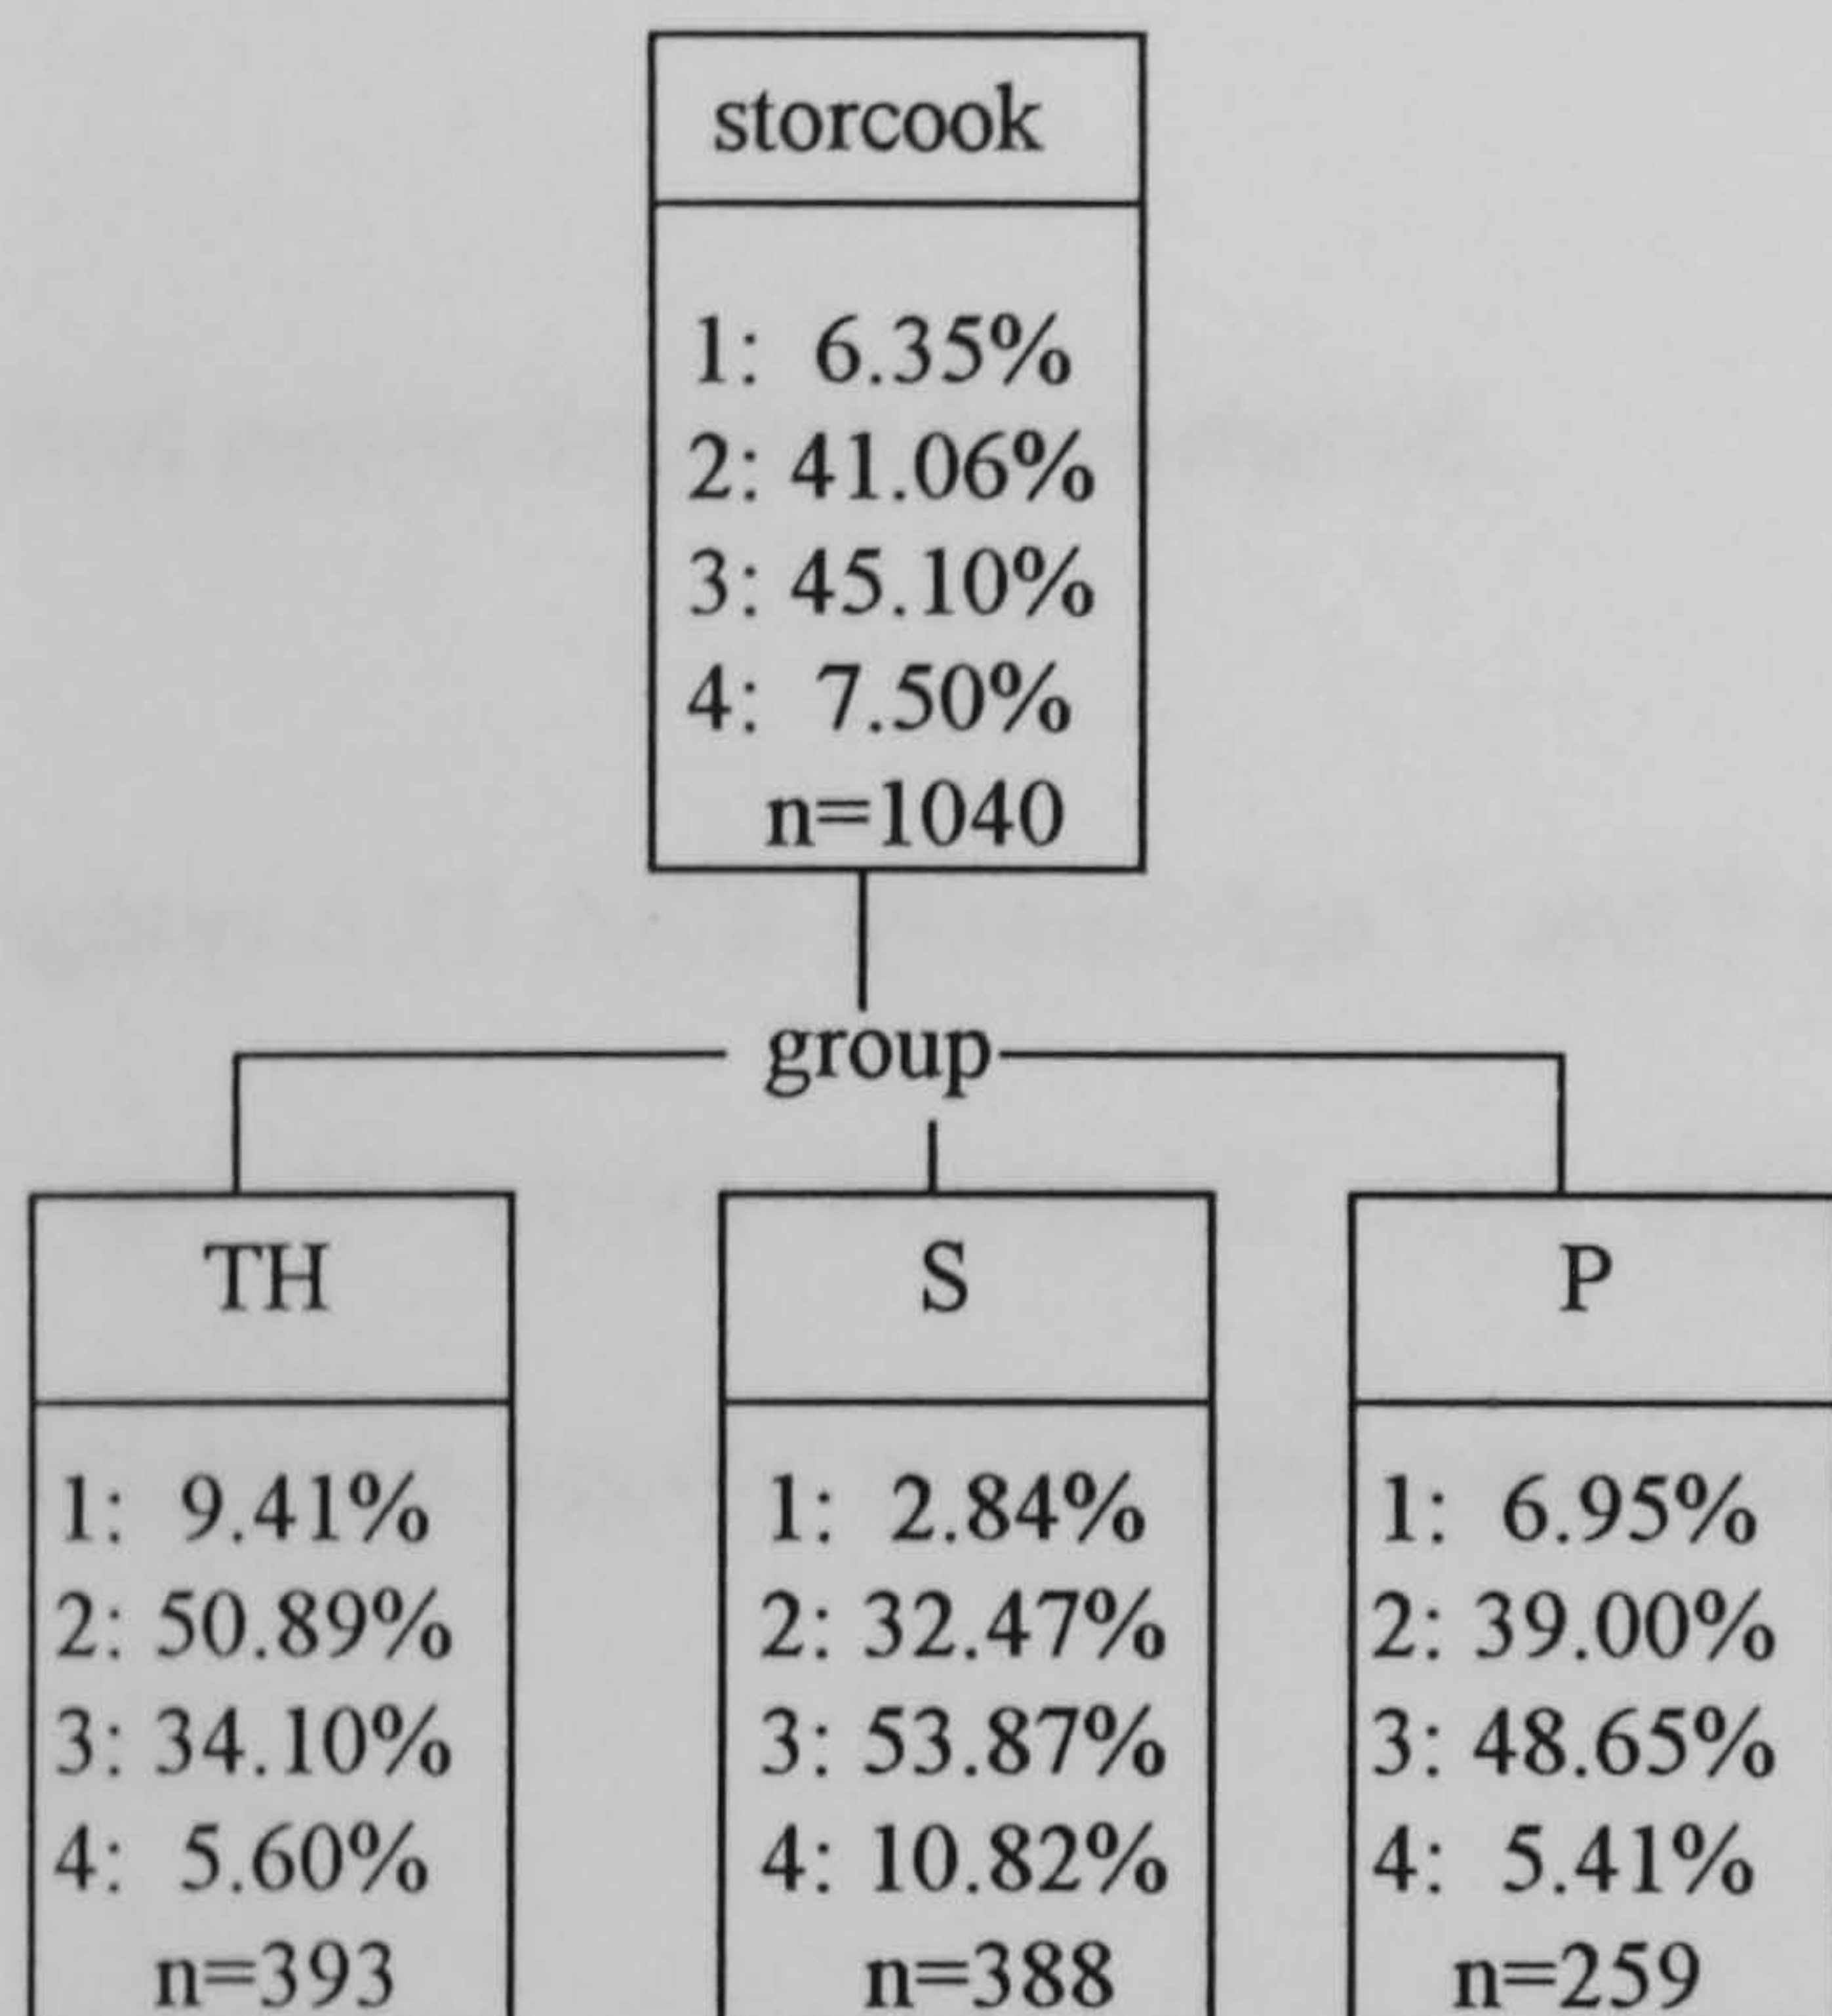 storcook
1: 6.35%
2: 41.06%
3: 45.10%
4: 7.50%
n=1040
group
TH
1: 9.41%
2: 50.89%
3: 34.10%
4: 5.60%
n=393
S
1: 2.84%
2: 32.47%
3: 53.87%
4: 10.82%
n=388
P
1: 6.95%
2: 39.00%
3: 48.65%
4: 5.41%
n=259